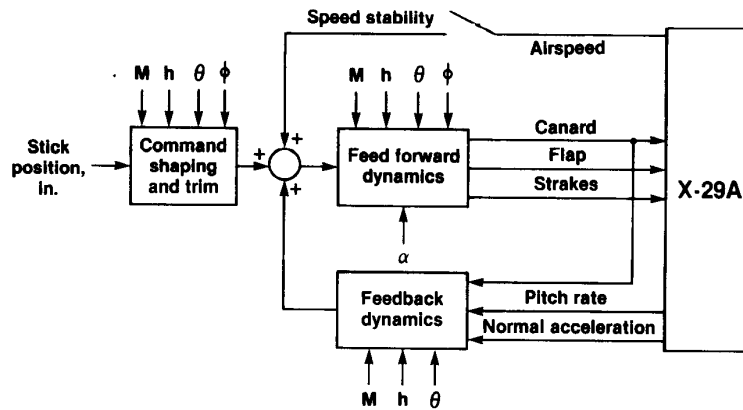 Speed stability
Airspeed
M h θ ϕ
M h θ ϕ
Stick
position,
in.
Command
shaping
and trim
+
+
+
Feed forward
dynamics
Canard
Flap
Strakes
X-29A
α
Feedback
dynamics
Pitch rate
Normal acceleration
M h θ